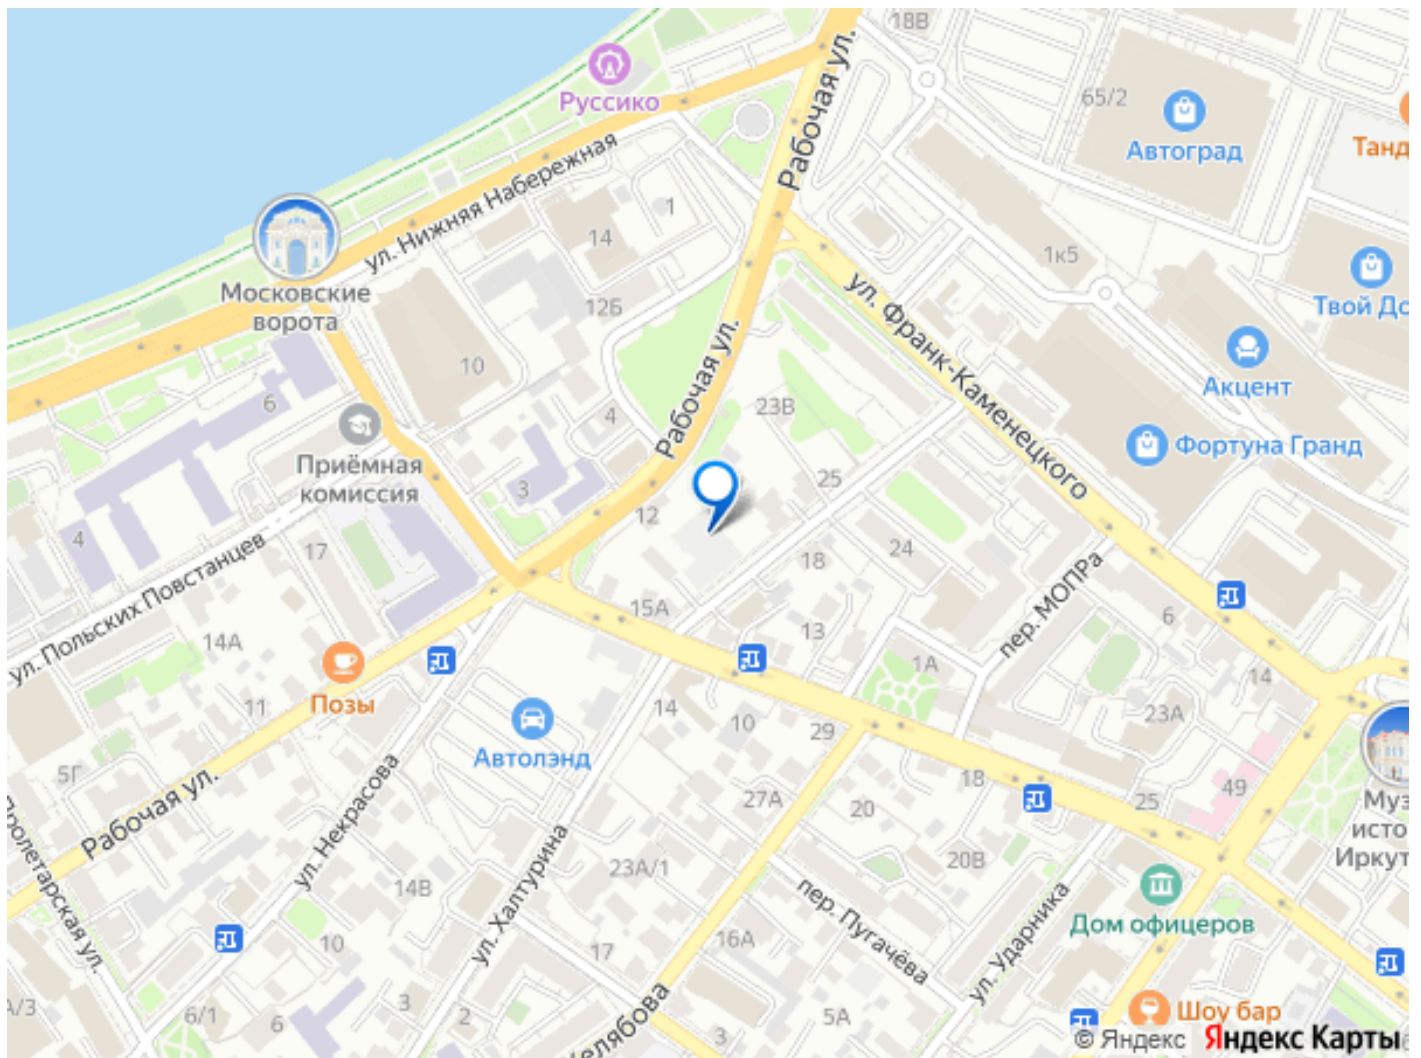 18В
Рабочая ул.
Руссико
65/2
Автоград
Танд
ул. Нижняя Набережная
1
14
1к5
Московские
ворота
12Б
Твой До
ул. Франк-Каменецкого
Рабочая ул.
10
Акцент
6
4
23В
Фортуна Гранд
Приёмная
комиссия
3
25
12
4
17
24
18
ул. Польских Повстанцев
пер. МОПРа
15А
6
14А
13
1А
14
Позы
11
14
10
29
23А
Автолэнд
5Г
Рабочая ул.
ул. Некрасова
27А
20
18
25
49
Муз
исто
Иркут
Пролетарская ул.
ул. Халтурина
23А/1
20В
14В
пер. Пугачёва
ул. Ударника
Дом офицеров
10
17
16А
А/3
6/1
6
3
2
Желябова
5А
Шоу бар
© Яндекс Яндекс Карты